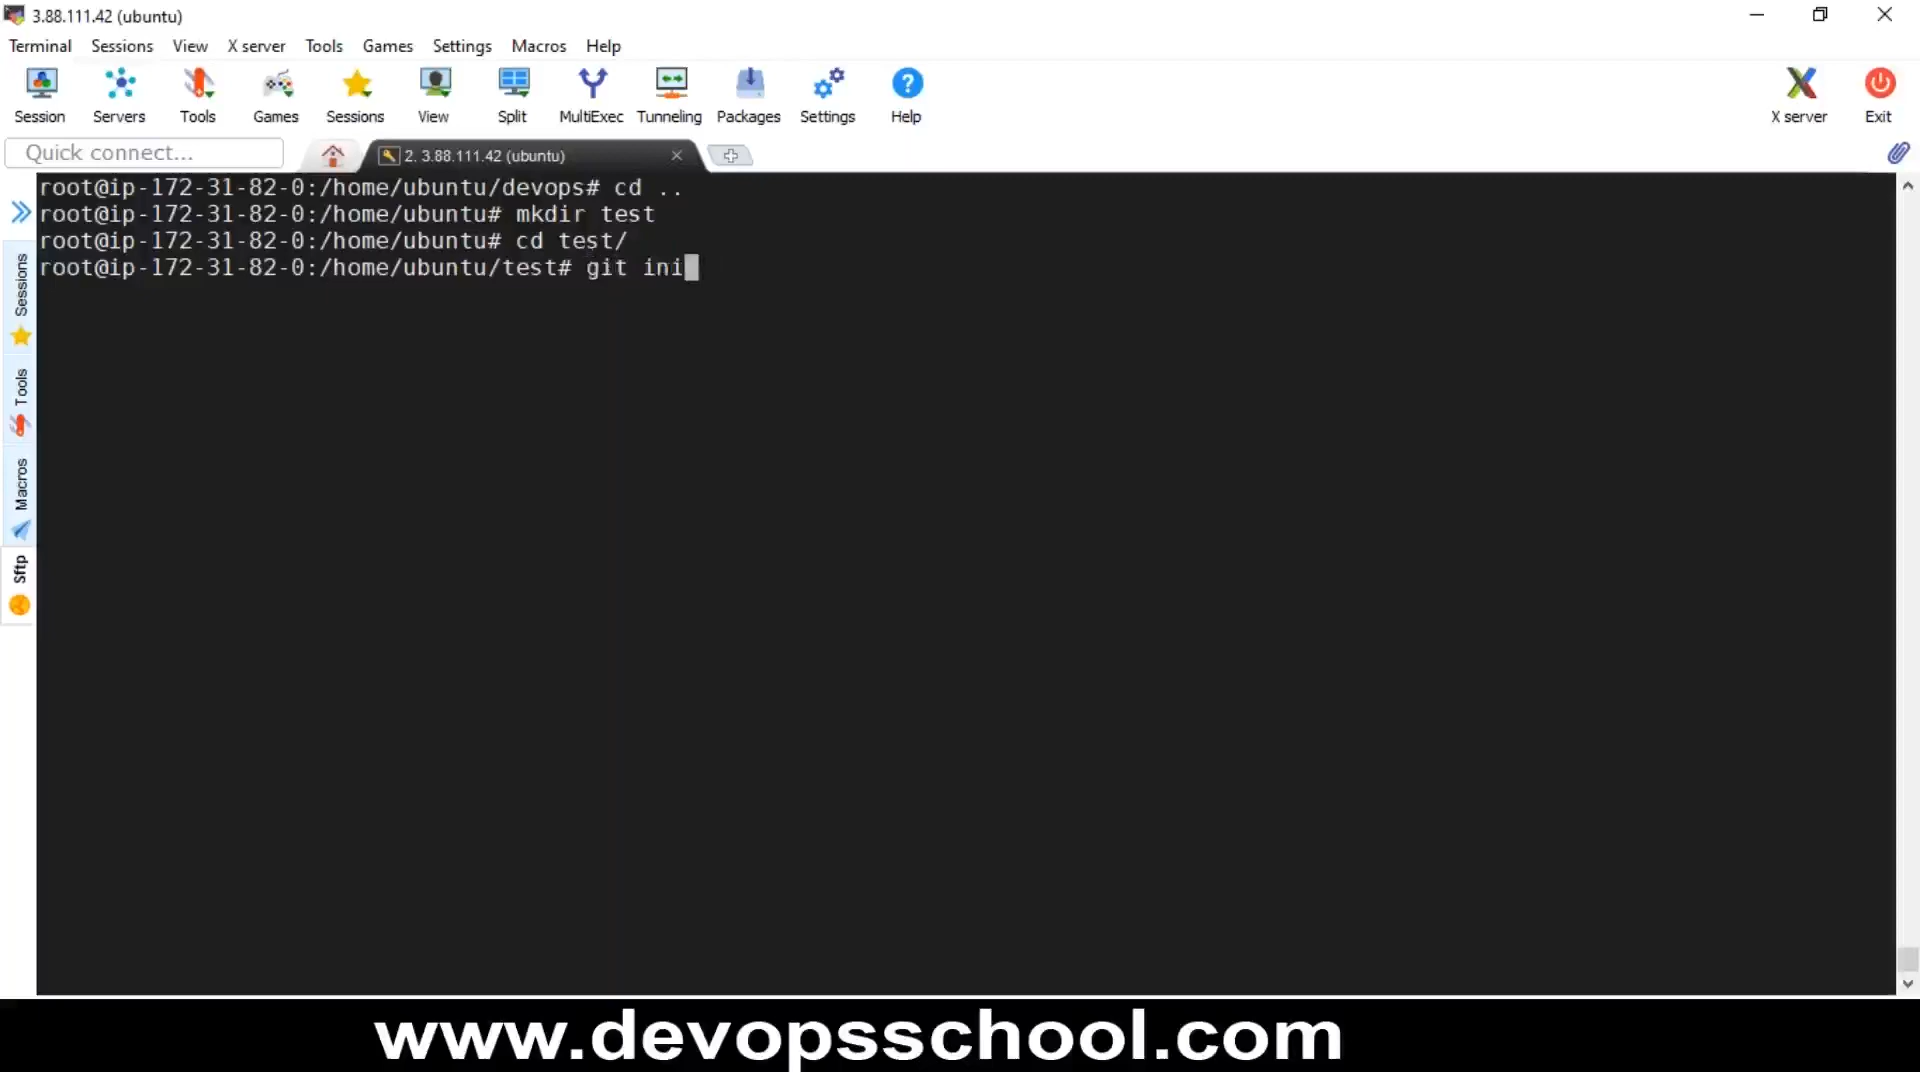 3.88.111.42 (ubuntu)
Terminal Sessions View X server Tools Games Settings Macros Help
Session Servers Tools Games Sessions View Split MultiExec Tunneling Packages Settings Help X server Exit
Quick connect...
2. 3.88.111.42 (ubuntu)
root@ip-172-31-82-0:/home/ubuntu/devops# cd ..
root@ip-172-31-82-0:/home/ubuntu# mkdir test
root@ip-172-31-82-0:/home/ubuntu# cd test/
root@ip-172-31-82-0:/home/ubuntu/test# git ini
Sessions
Tools
Macros
Sftp
www.devopsschool.com